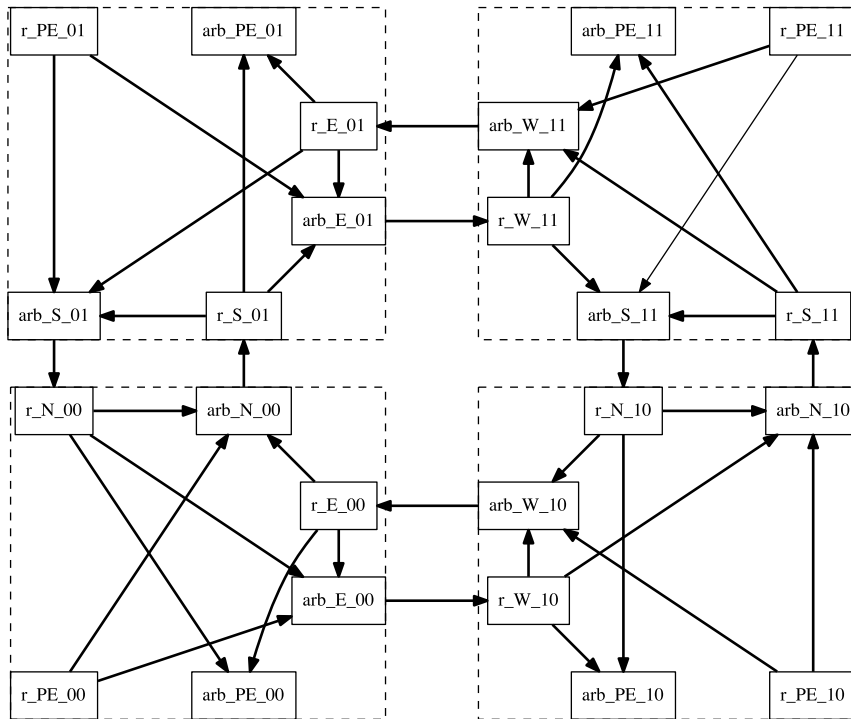 r_PE_01
arb_PE_01
arb_PE_11
r_PE_11
r_E_01
arb_W_11
arb_E_01
r_W_11
arb_S_01
r_S_01
arb_S_11
r_S_11
r_N_00
arb_N_00
r_N_10
arb_N_10
r_E_00
arb_W_10
arb_E_00
r_W_10
r_PE_00
arb_PE_00
arb_PE_10
r_PE_10